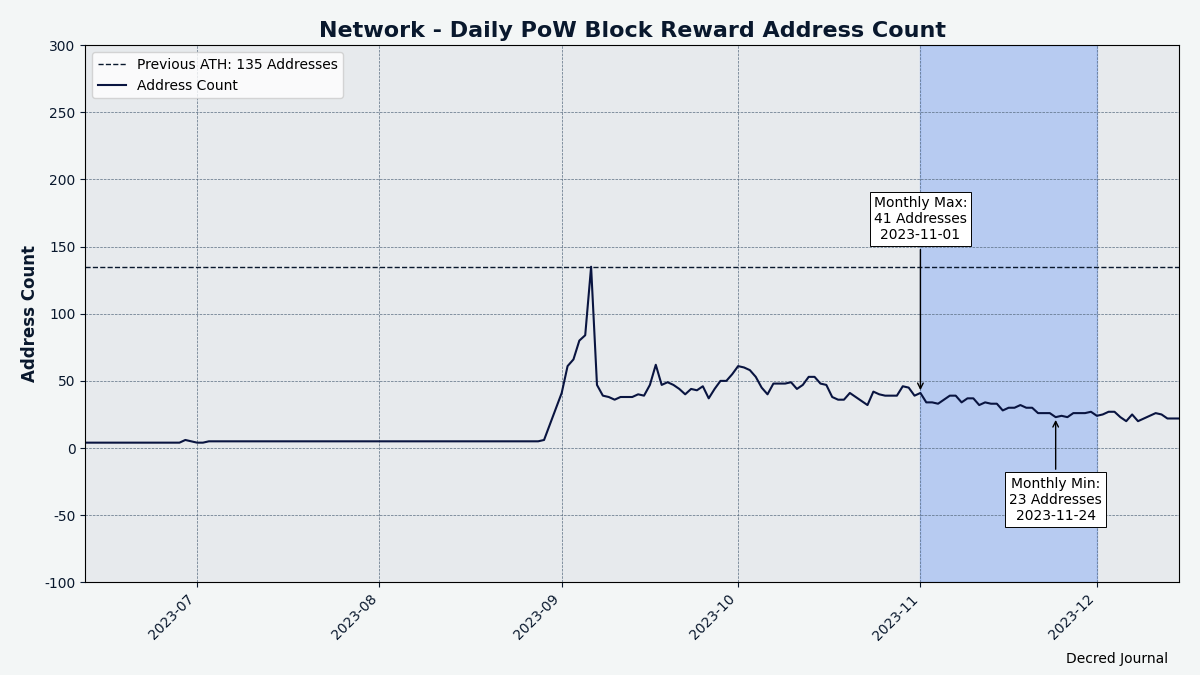 Network - Daily PoW Block Reward Address Count
Previous ATH: 135 Addresses
Address Count
Address Count
300
250
200
150
100
50
0
-50
-100
Monthly Max:
41 Addresses
2023-11-01
Monthly Min:
23 Addresses
2023-11-24
2023-07
2023-08
2023-09
2023-10
2023-11
2023-12
Decred Journal